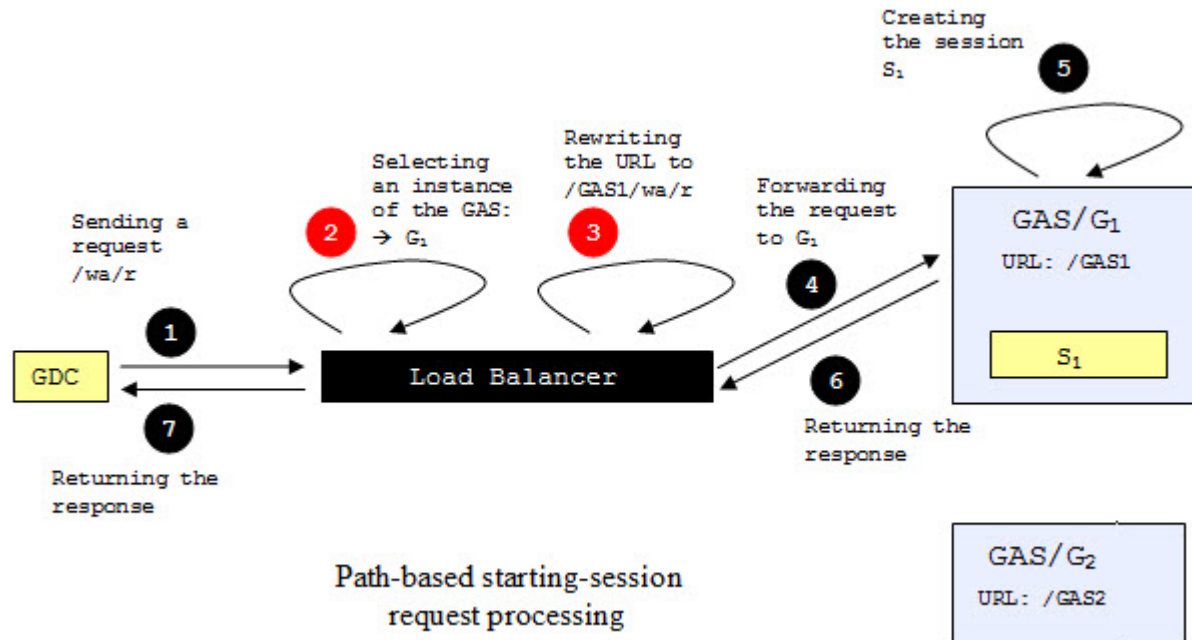 Creating
the session
S₁
5
Rewriting
the URL to
/GAS1/wa/r
Selecting
an instance
of the GAS:
→ G₁
Forwarding
the request
to G₁
Sending a
request
/wa/r
2
3
4
GAS/G₁
URL: /GAS1
1
GDC
Load Balancer
S₁
6
7
Returning the
response
Returning the
response
Path-based starting-session
request processing
GAS/G₂
URL: /GAS2